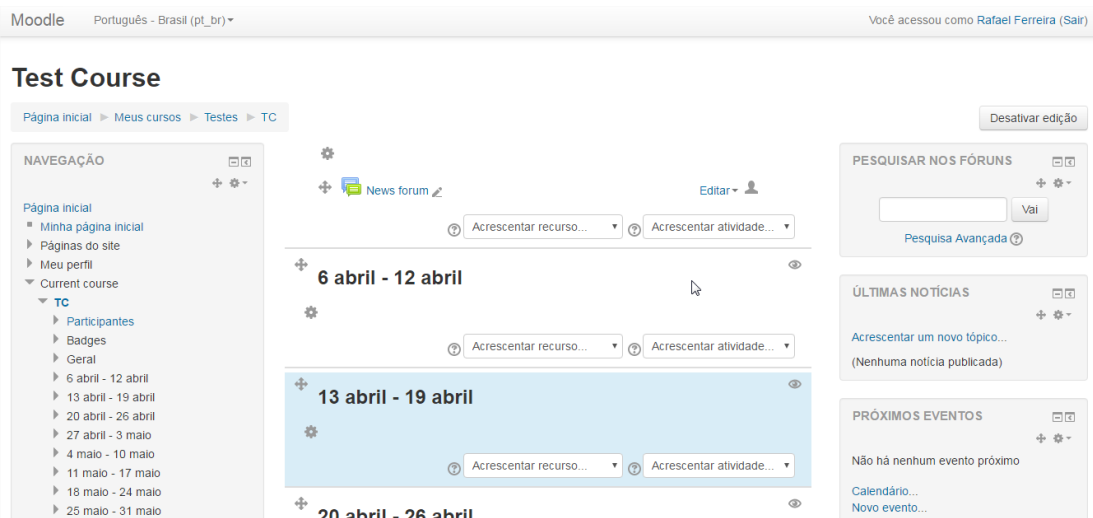 Moodle Português - Brasil (pt_br) Você acessou como Rafael Ferreira (Sair)
Test Course
Página inicial Meus cursos Testes TC
Desativar edição
NAVEGAÇÃO
Página inicial
Minha página inicial
Páginas do site
Meu perfil
Current course
TC
Participantes
Badges
Geral
6 abril - 12 abril
13 abril - 19 abril
20 abril - 26 abril
27 abril - 3 maio
4 maio - 10 maio
11 maio - 17 maio
18 maio - 24 maio
25 maio - 31 maio
News forum Editar
Acrescentar recurso... Acrescentar atividade...
6 abril - 12 abril
Acrescentar recurso... Acrescentar atividade...
13 abril - 19 abril
Acrescentar recurso... Acrescentar atividade...
20 abril - 26 abril
PESQUISAR NOS FÓRUNS
Vai
Pesquisa Avançada
ÚLTIMAS NOTÍCIAS
Acrescentar um novo tópico...
(Nenhuma notícia publicada)
PRÓXIMOS EVENTOS
Não há nenhum evento próximo
Calendário...
Novo evento...